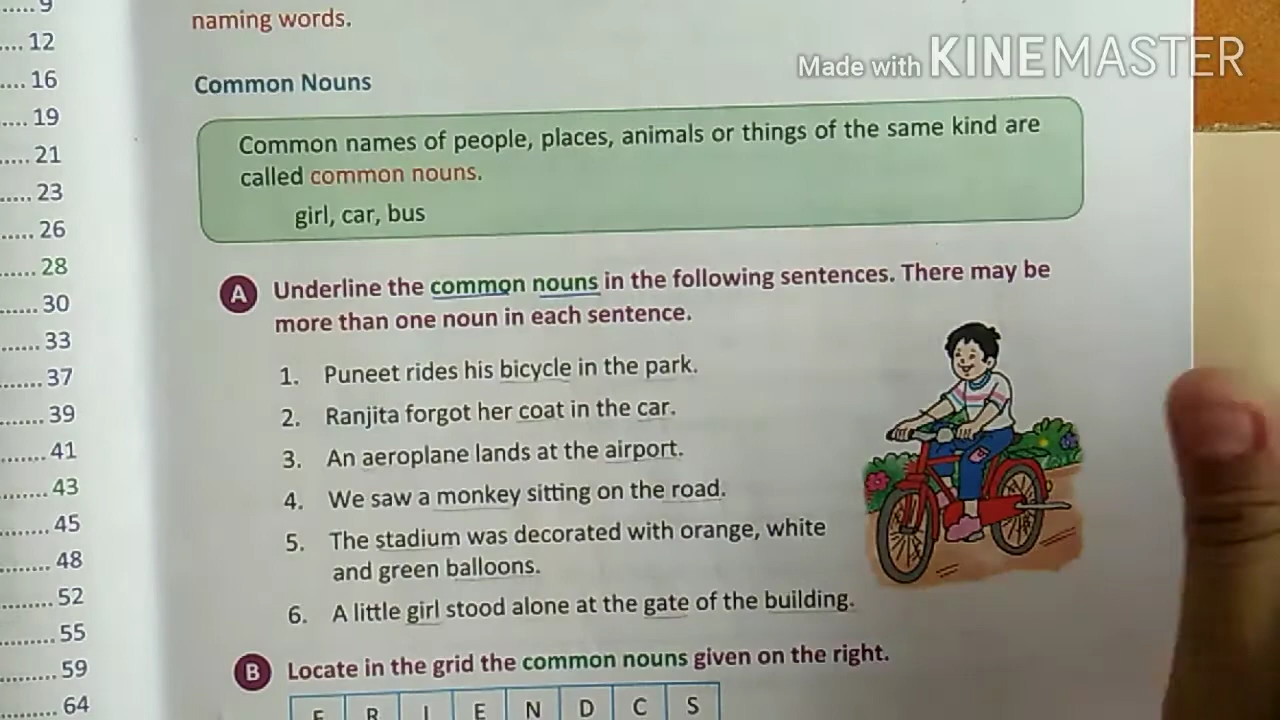 ..... 9
.... 12
.... 16
.... 19
..... 21
..... 23
..... 26
...... 28
...... 30
...... 33
...... 37
....... 39
....... 41
........ 43
........ 45
........ 48
........ 52
......... 55
......... 59
......... 64
naming words.
Made with KINEMASTER
Common Nouns
Common names of people, places, animals or things of the same kind are
called common nouns.
girl, car, bus
A Underline the common nouns in the following sentences. There may be
more than one noun in each sentence.
1. Puneet rides his bicycle in the park.
2. Ranjita forgot her coat in the car.
3. An aeroplane lands at the airport.
4. We saw a monkey sitting on the road.
5. The stadium was decorated with orange, white
and green balloons.
6. A little girl stood alone at the gate of the building.
B Locate in the grid the common nouns given on the right.
F R I E N D C S